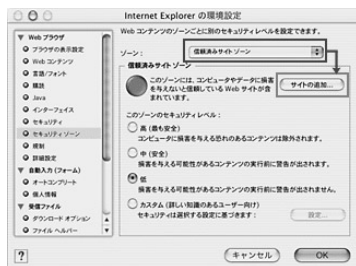 Internet Explorer の環境設定
▼ Web ブラウザ
ブラウザの表示設定
Web コンテンツ
言語/フォント
購読
Java
インターフェイス
セキュリティ
セキュリティ ゾーン
規制
詳細設定
▼ 自動入力 (フォーム)
オートコンプリート
個人情報
▼ 受信ファイル
ダウンロード オプション
ファイル ヘルパー
Web コンテンツのゾーンごとに別のセキュリティレベルを設定できます。
ゾーン：
信頼済みサイト ゾーン
信頼済みサイト ゾーン
このゾーンには、コンピュータやデータに損害
を与えないと信頼している Web サイトが含
まれています。
サイトの追加...
このゾーンのセキュリティ レベル：
高 (最も安全)
コンピュータに損害を与える恐れのあるコンテンツは除外されます。
中 (安全)
損害を与える可能性があるコンテンツの実行前に警告が出されます。
低
損害を与える可能性があるコンテンツの実行前に警告が出されません。
カスタム (詳しい知識のあるユーザー向け)
セキュリティは選択する設定に基づきます：
設定...
?
キャンセル
OK